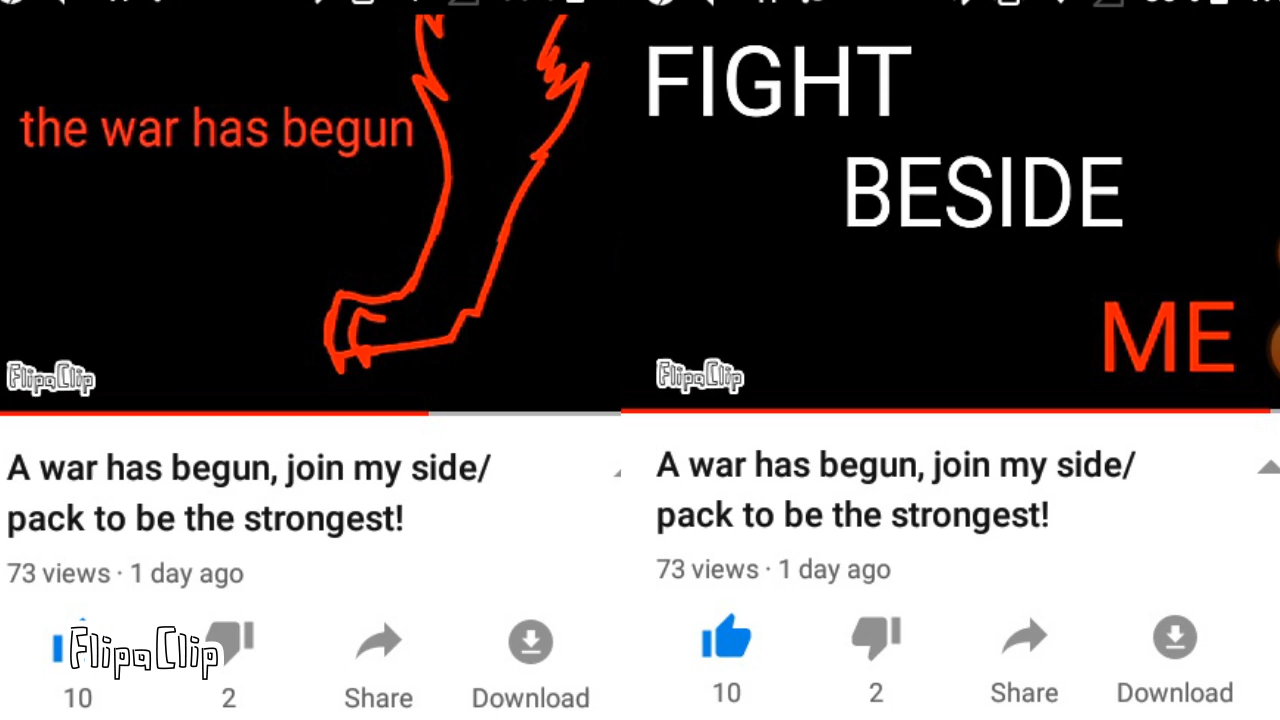 the war has begun
FlipaClip
A war has begun, join my side/
pack to be the strongest!
73 views · 1 day ago
FlipaClip
10
2
Share
Download
FIGHT
BESIDE
ME
FlipaClip
A war has begun, join my side/
pack to be the strongest!
73 views · 1 day ago
10
2
Share
Download